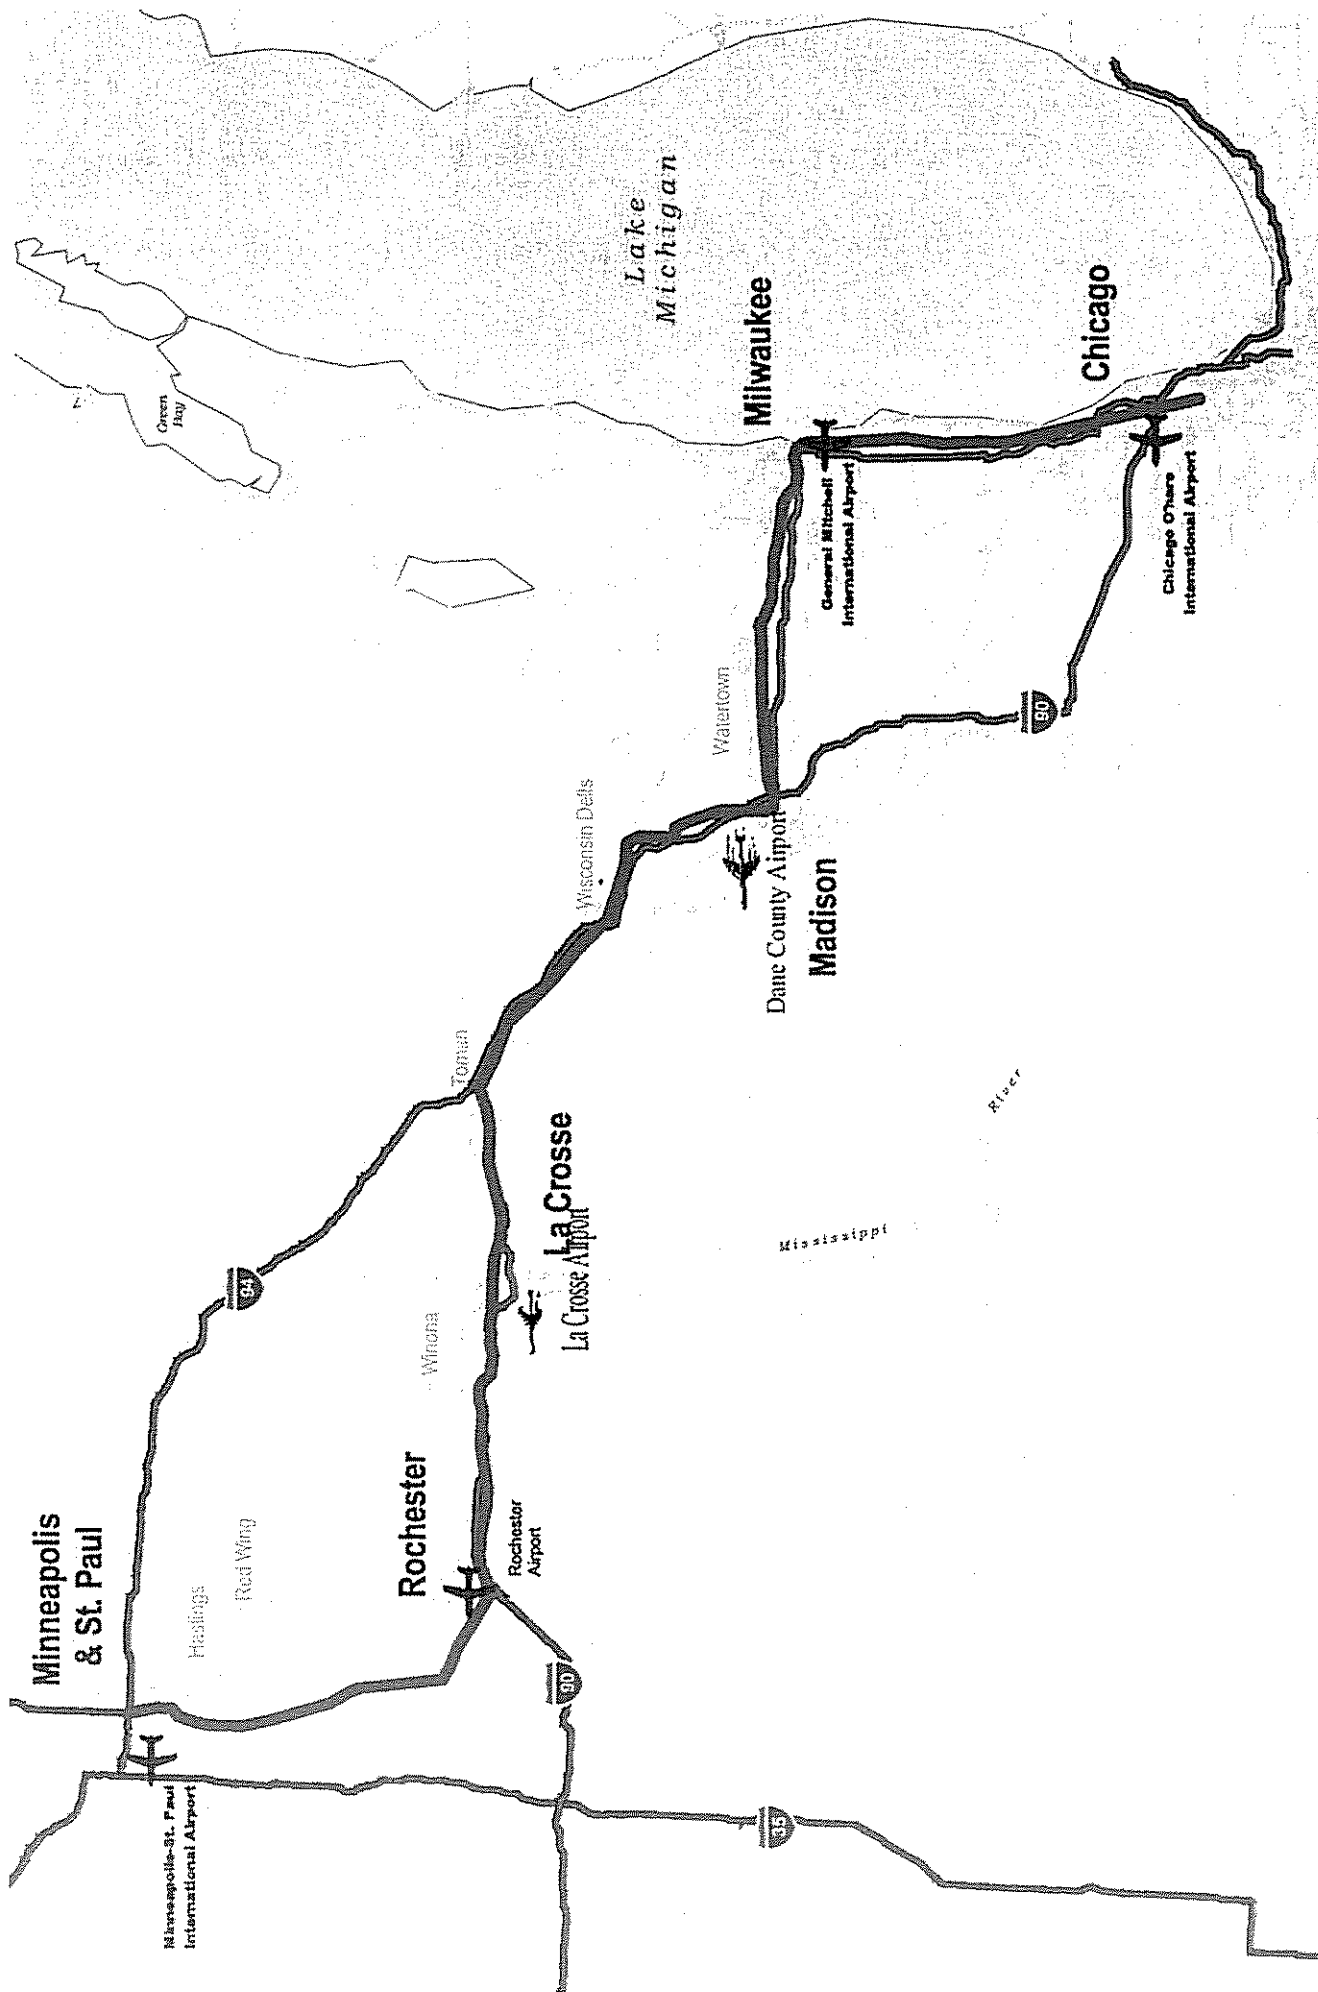 Minneapolis
& St. Paul
Minneapolis-St. Paul
International Airport
Hastings
Red Wing
94
Rochester
Rochester
Airport
90
35
Winona
La Crosse
La Crosse Airport
Tomah
Wisconsin Dells
Dane County Airport
Madison
Watertown
90
Mississippi
River
Green
Bay
Lake
Michigan
Milwaukee
General Mitchell
International Airport
Chicago
Chicago O'hare
International Airport